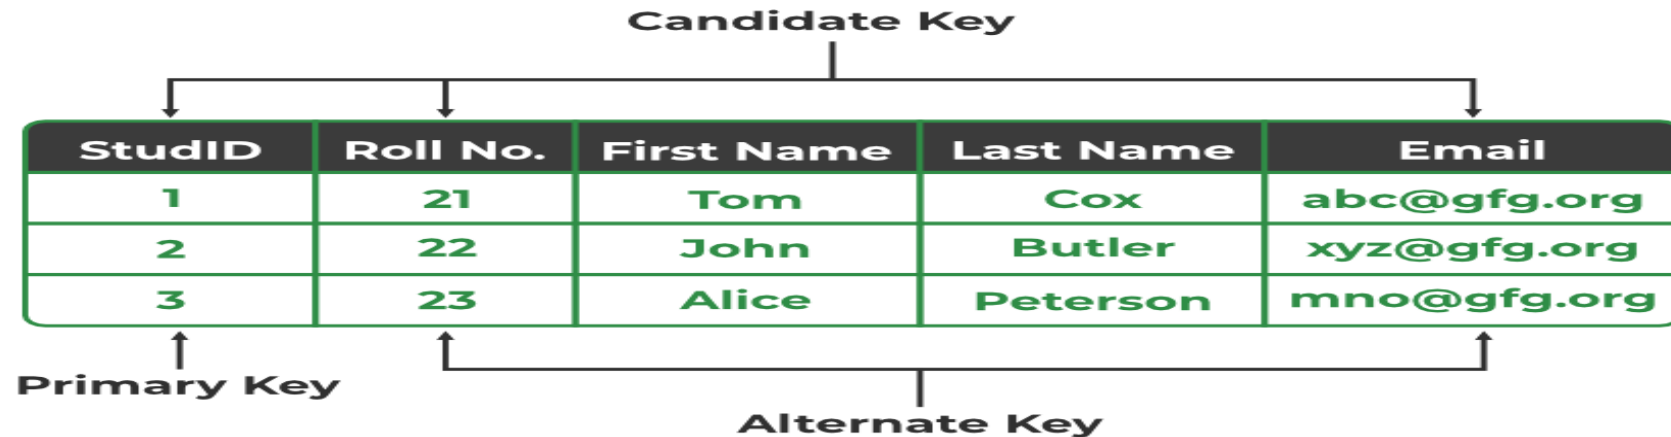 Candidate Key
StudID Roll No. First Name Last Name Email
1 21 Tom Cox abc@gfg.org
2 22 John Butler xyz@gfg.org
3 23 Alice Peterson mno@gfg.org
Primary Key
Alternate Key